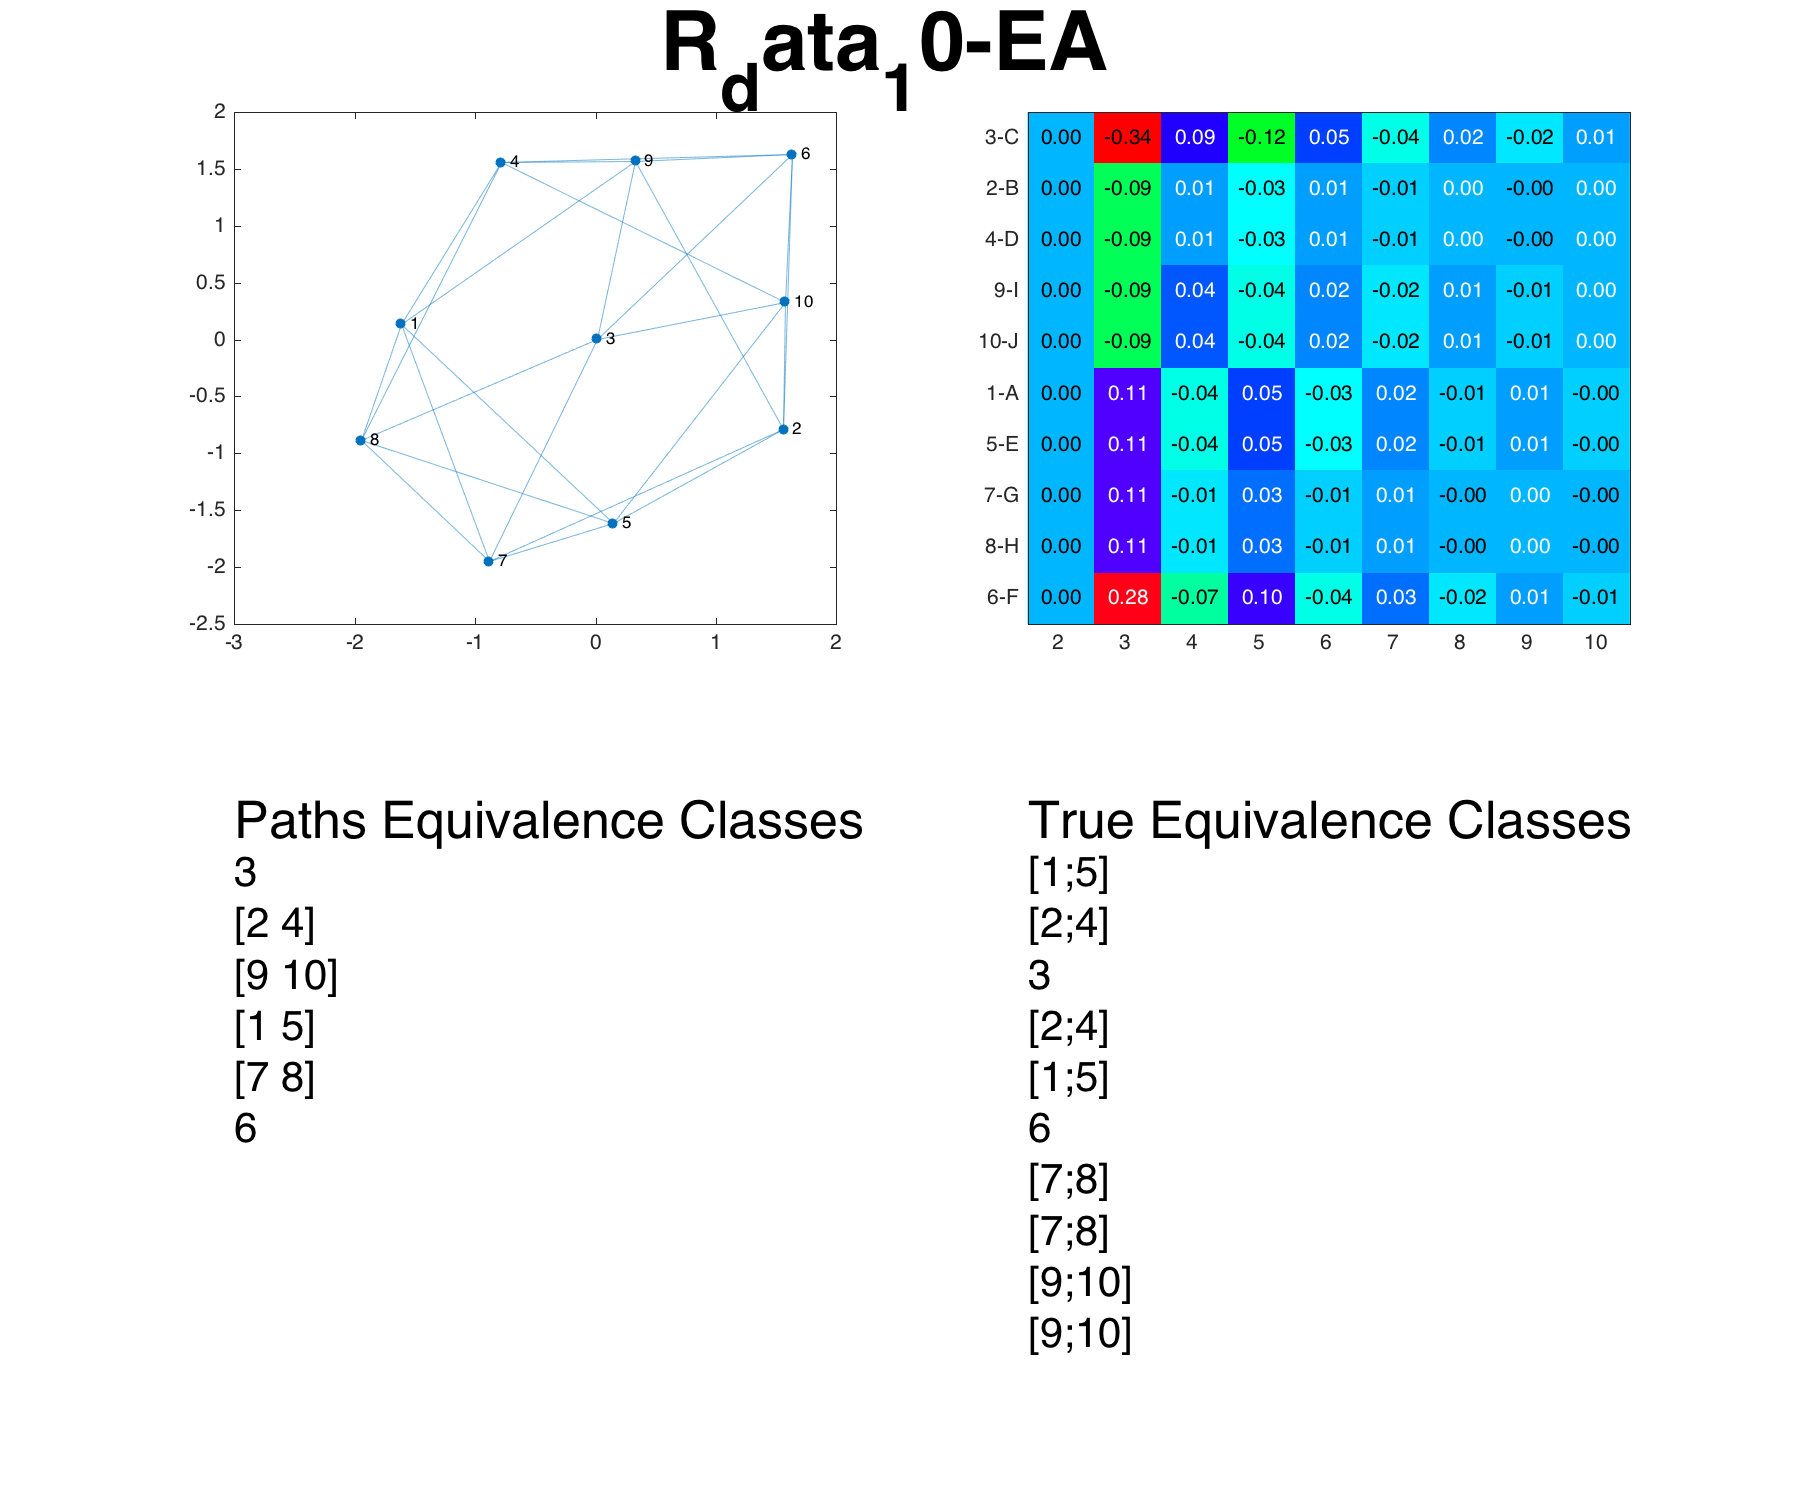 R_data_10-EA
2
1.5
1
0.5
0
-0.5
-1
-1.5
-2
-2.5
-3 -2 -1 0 1 2
4 9 6
10
1
3
8 2
5
7
3-C 0.00 -0.34 0.09 -0.12 0.05 -0.04 0.02 -0.02 0.01
2-B 0.00 -0.09 0.01 -0.03 0.01 -0.01 0.00 -0.00 0.00
4-D 0.00 -0.09 0.01 -0.03 0.01 -0.01 0.00 -0.00 0.00
9-I 0.00 -0.09 0.04 -0.04 0.02 -0.02 0.01 -0.01 0.00
10-J 0.00 -0.09 0.04 -0.04 0.02 -0.02 0.01 -0.01 0.00
1-A 0.00 0.11 -0.04 0.05 -0.03 0.02 -0.01 0.01 -0.00
5-E 0.00 0.11 -0.04 0.05 -0.03 0.02 -0.01 0.01 -0.00
7-G 0.00 0.11 -0.01 0.03 -0.01 0.01 -0.00 0.00 -0.00
8-H 0.00 0.11 -0.01 0.03 -0.01 0.01 -0.00 0.00 -0.00
6-F 0.00 0.28 -0.07 0.10 -0.04 0.03 -0.02 0.01 -0.01
2 3 4 5 6 7 8 9 10
Paths Equivalence Classes
3
[2 4]
[9 10]
[1 5]
[7 8]
6
True Equivalence Classes
[1;5]
[2;4]
3
[2;4]
[1;5]
6
[7;8]
[7;8]
[9;10]
[9;10]